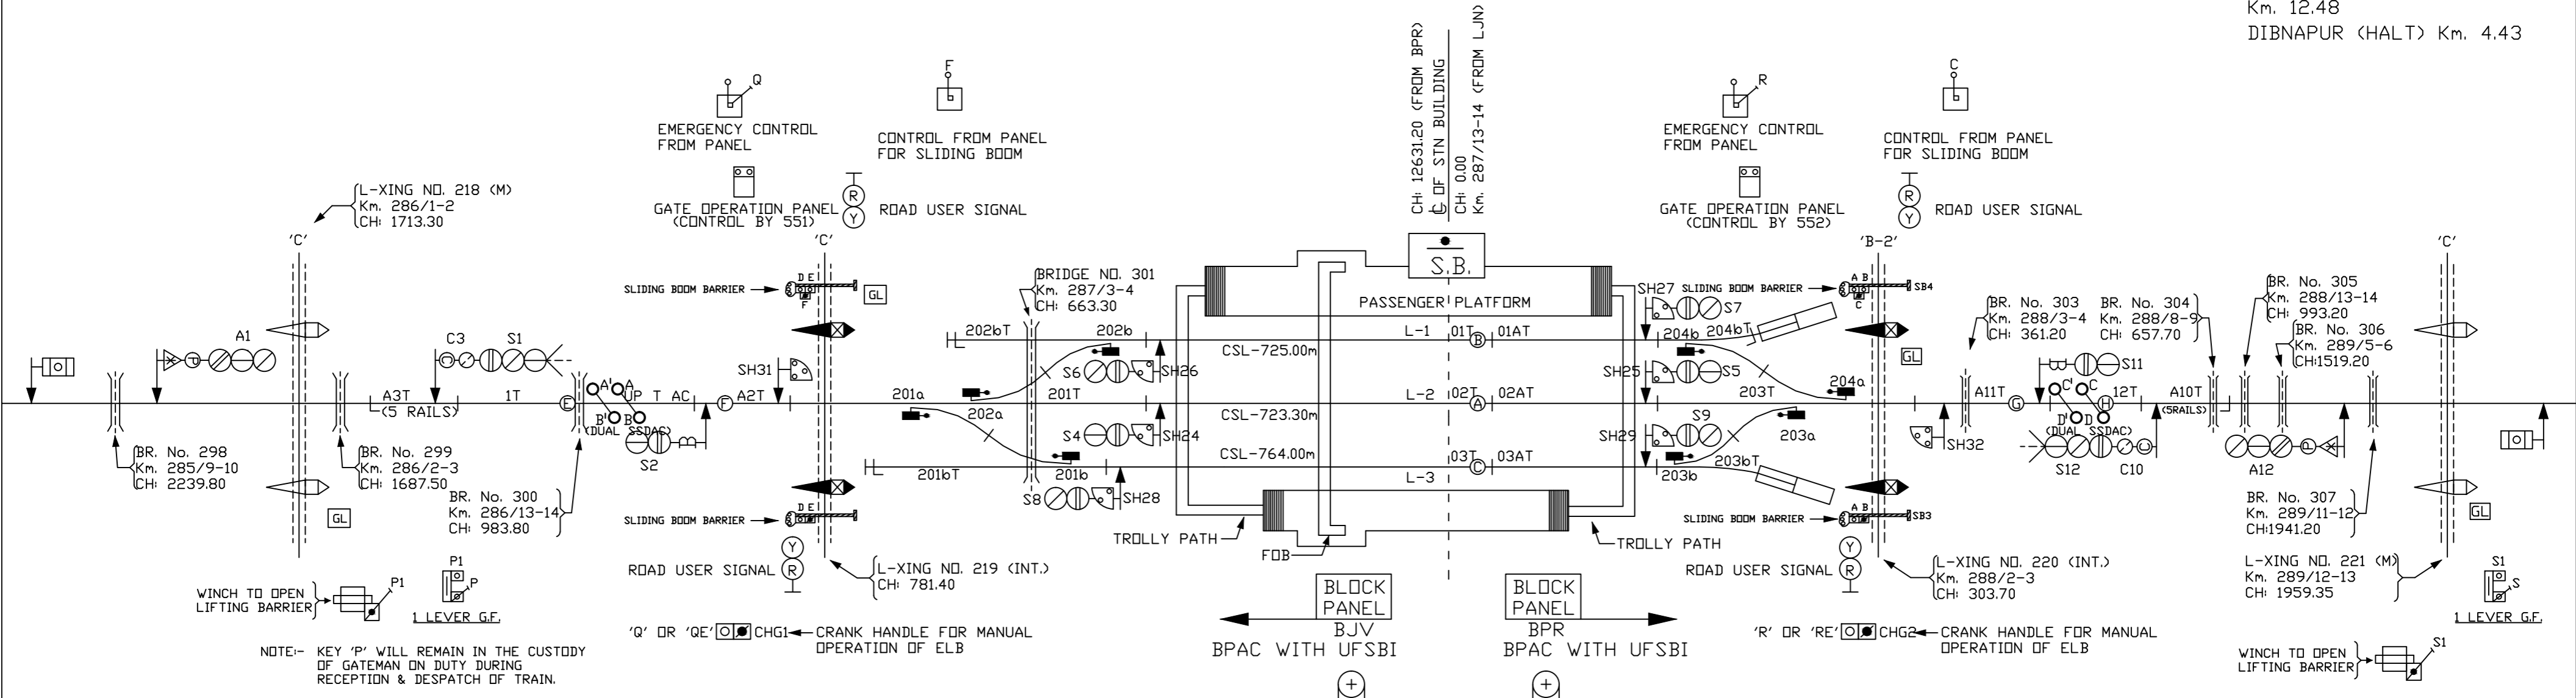 Km. 12.48
DIBNAPUR (HALT) Km. 4.43
CH: 12631.20 (FROM BPR)
℄ OF STN BUILDING
CH: 0.00
Km. 287/13-14 (FROM LJN)
Q
EMERGENCY CONTROL
FROM PANEL
F
CONTROL FROM PANEL
FOR SLIDING BOOM
R
EMERGENCY CONTROL
FROM PANEL
C
CONTROL FROM PANEL
FOR SLIDING BOOM
GATE OPERATION PANEL
(CONTROL BY 551)
R
Y
ROAD USER SIGNAL
GATE OPERATION PANEL
(CONTROL BY 552)
R
Y
ROAD USER SIGNAL
L-XING NO. 218 (M)
Km. 286/1-2
CH: 1713.30
'C'
'C'
'B-2'
'C'
S.B.
D E
SLIDING BOOM BARRIER
F
GL
BRIDGE NO. 301
Km. 287/3-4
CH: 663.30
PASSENGER PLATFORM
SH27
SLIDING BOOM BARRIER
A B
SB4
C
S7
BR. No. 303
Km. 288/3-4
CH: 361.20
BR. No. 304
Km. 288/8-9
CH: 657.70
BR. No. 305
Km. 288/13-14
CH: 993.20
BR. No. 306
Km. 289/5-6
CH:1519.20
A1
C3
S1
202bT
202b
L-1
01T
B
01AT
204b
204bT
GL
CSL-725.00m
SH31
S6
SH26
SH25
S5
S11
A3T
(5 RAILS)
1T
E
A'
A
B'
B
UP T AC
(DUAL SSDAC)
F
A2T
201a
202a
201T
L-2
02T
A
02AT
203T
204a
A11T
G
C'
C
D'
D
(DUAL SSDAC)
H
12T
A10T
(5RAILS)
CSL-723.30m
S2
S4
SH24
SH29
S9
203a
SH32
S12
C10
A12
BR. No. 298
Km. 285/9-10
CH: 2239.80
BR. No. 299
Km. 286/2-3
CH: 1687.50
BR. No. 300
Km. 286/13-14
CH: 983.80
GL
CSL-764.00m
201bT
201b
L-3
03T
C
03AT
203b
203bT
S8
SH28
D E
SLIDING BOOM BARRIER
A B
SLIDING BOOM BARRIER
SB3
BR. No. 307
Km. 289/11-12
CH:1941.20
GL
TROLLY PATH
FOB
TROLLY PATH
Y
R
ROAD USER SIGNAL
L-XING NO. 219 (INT.)
CH: 781.40
Y
R
ROAD USER SIGNAL
L-XING NO. 220 (INT.)
Km. 288/2-3
CH: 303.70
L-XING NO. 221 (M)
Km. 289/12-13
CH: 1959.35
WINCH TO OPEN
LIFTING BARRIER
P1
P1
P
1 LEVER G.F.
S1
S
1 LEVER G.F.
BLOCK
PANEL
BJV
BPAC WITH UFSBI
BLOCK
PANEL
BPR
BPAC WITH UFSBI
'Q' OR 'QE'
CHG1
CRANK HANDLE FOR MANUAL
OPERATION OF ELB
'R' OR 'RE'
CHG2
CRANK HANDLE FOR MANUAL
OPERATION OF ELB
NOTE:- KEY 'P' WILL REMAIN IN THE CUSTODY
OF GATEMAN ON DUTY DURING
RECEPTION & DESPATCH OF TRAIN.
WINCH TO OPEN
LIFTING BARRIER
S1